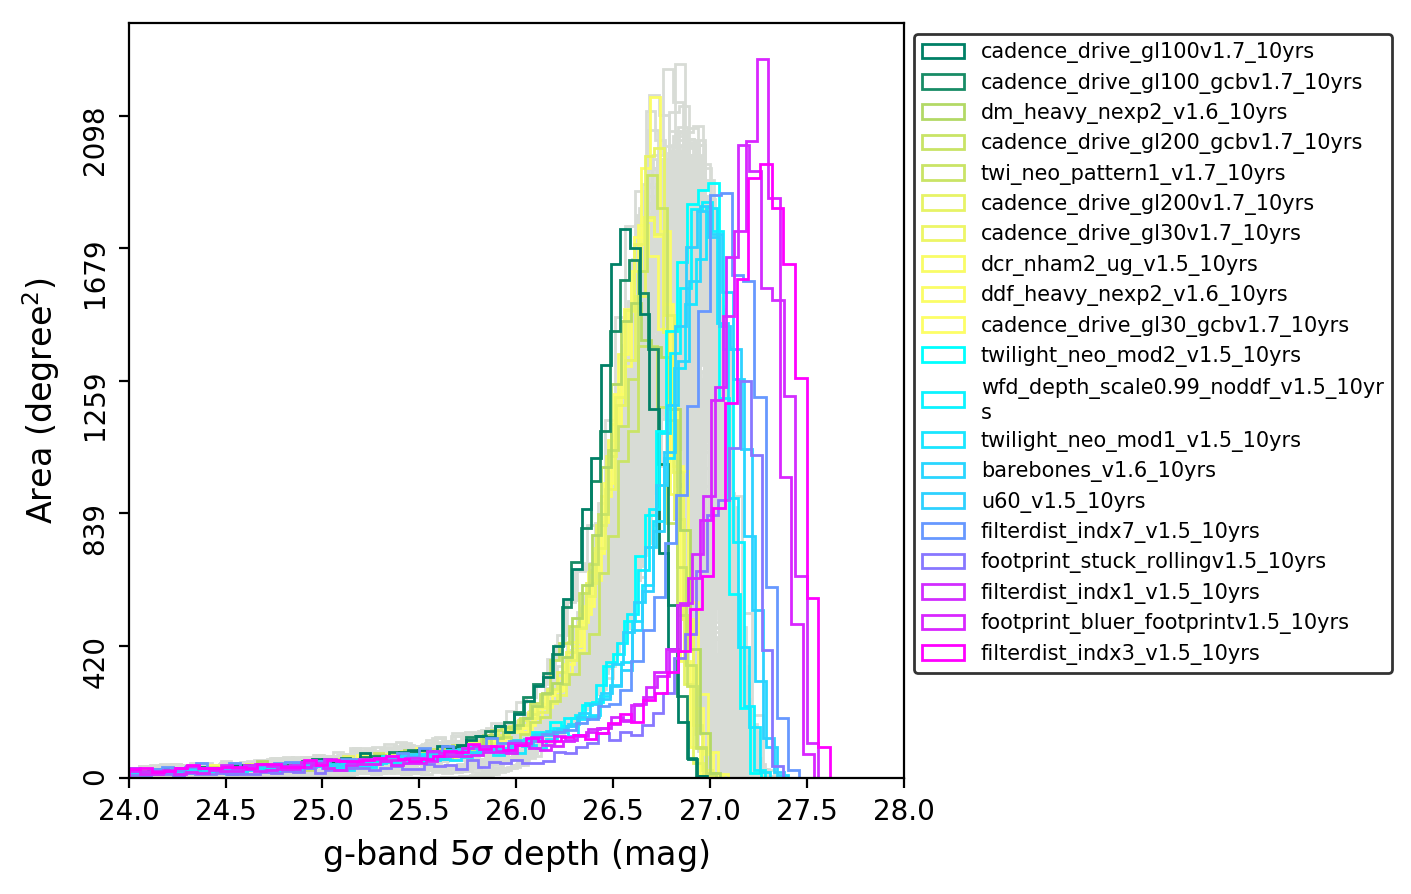 2098
1679
1259
839
420
0
Area (degree²)
24.0 24.5 25.0 25.5 26.0 26.5 27.0 27.5 28.0
g-band 5σ depth (mag)
cadence_drive_gl100v1.7_10yrs
cadence_drive_gl100_gcbv1.7_10yrs
dm_heavy_nexp2_v1.6_10yrs
cadence_drive_gl200_gcbv1.7_10yrs
twi_neo_pattern1_v1.7_10yrs
cadence_drive_gl200v1.7_10yrs
cadence_drive_gl30v1.7_10yrs
dcr_nham2_ug_v1.5_10yrs
ddf_heavy_nexp2_v1.6_10yrs
cadence_drive_gl30_gcbv1.7_10yrs
twilight_neo_mod2_v1.5_10yrs
wfd_depth_scale0.99_noddf_v1.5_10yr
s
twilight_neo_mod1_v1.5_10yrs
barebones_v1.6_10yrs
u60_v1.5_10yrs
filterdist_indx7_v1.5_10yrs
footprint_stuck_rollingv1.5_10yrs
filterdist_indx1_v1.5_10yrs
footprint_bluer_footprintv1.5_10yrs
filterdist_indx3_v1.5_10yrs